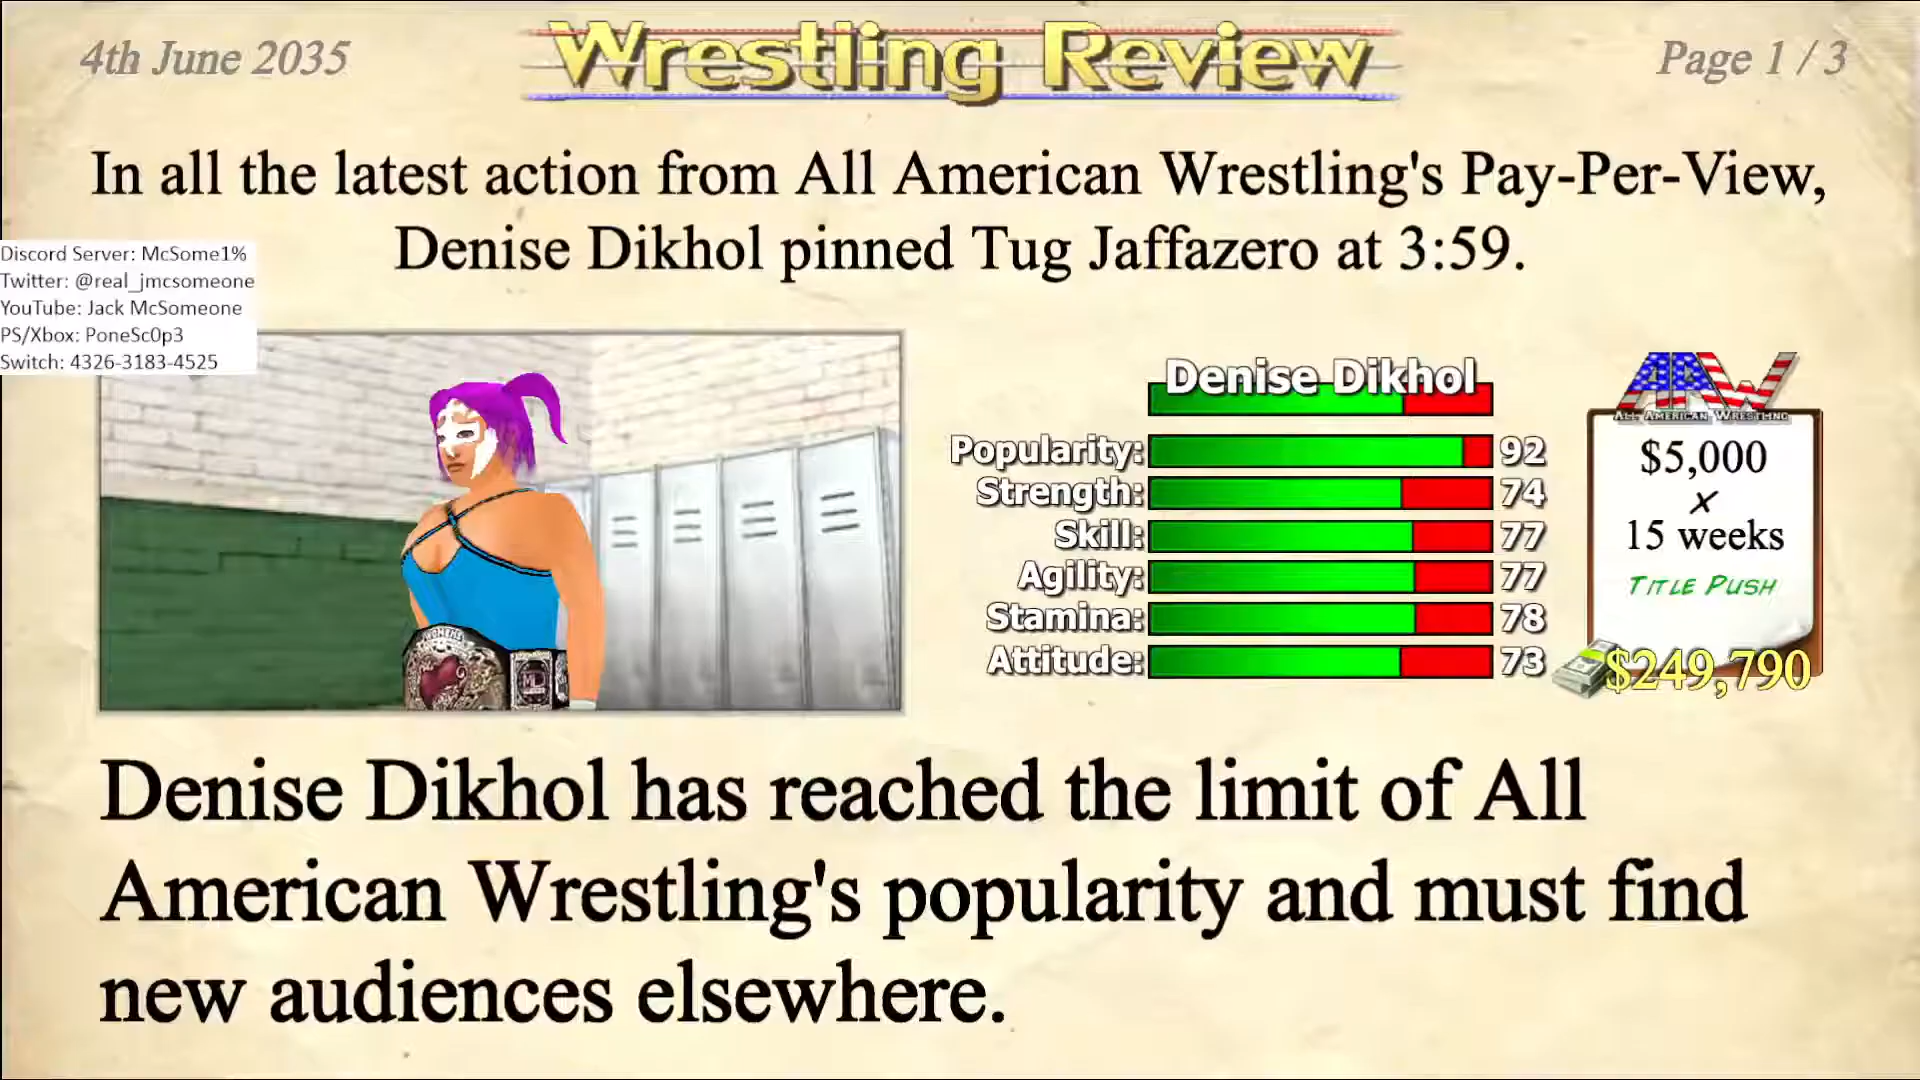 4th June 2035
Wrestling Review
Page 1 / 3
In all the latest action from All American Wrestling's Pay-Per-View,
Denise Dikhol pinned Tug Jaffazero at 3:59.
Discord Server: McSome1%
Twitter: @real_jmcsomeone
YouTube: Jack McSomeone
PS/Xbox: PoneSc0p3
Switch: 4326-3183-4525
WOMENS
Denise Dikhol
Popularity: 92
Strength: 74
Skill: 77
Agility: 77
Stamina: 78
Attitude: 73
AAW
ALL AMERICAN WRESTLING
$5,000
x
15 weeks
TITLE PUSH
$249,790
Denise Dikhol has reached the limit of All
American Wrestling's popularity and must find
new audiences elsewhere.